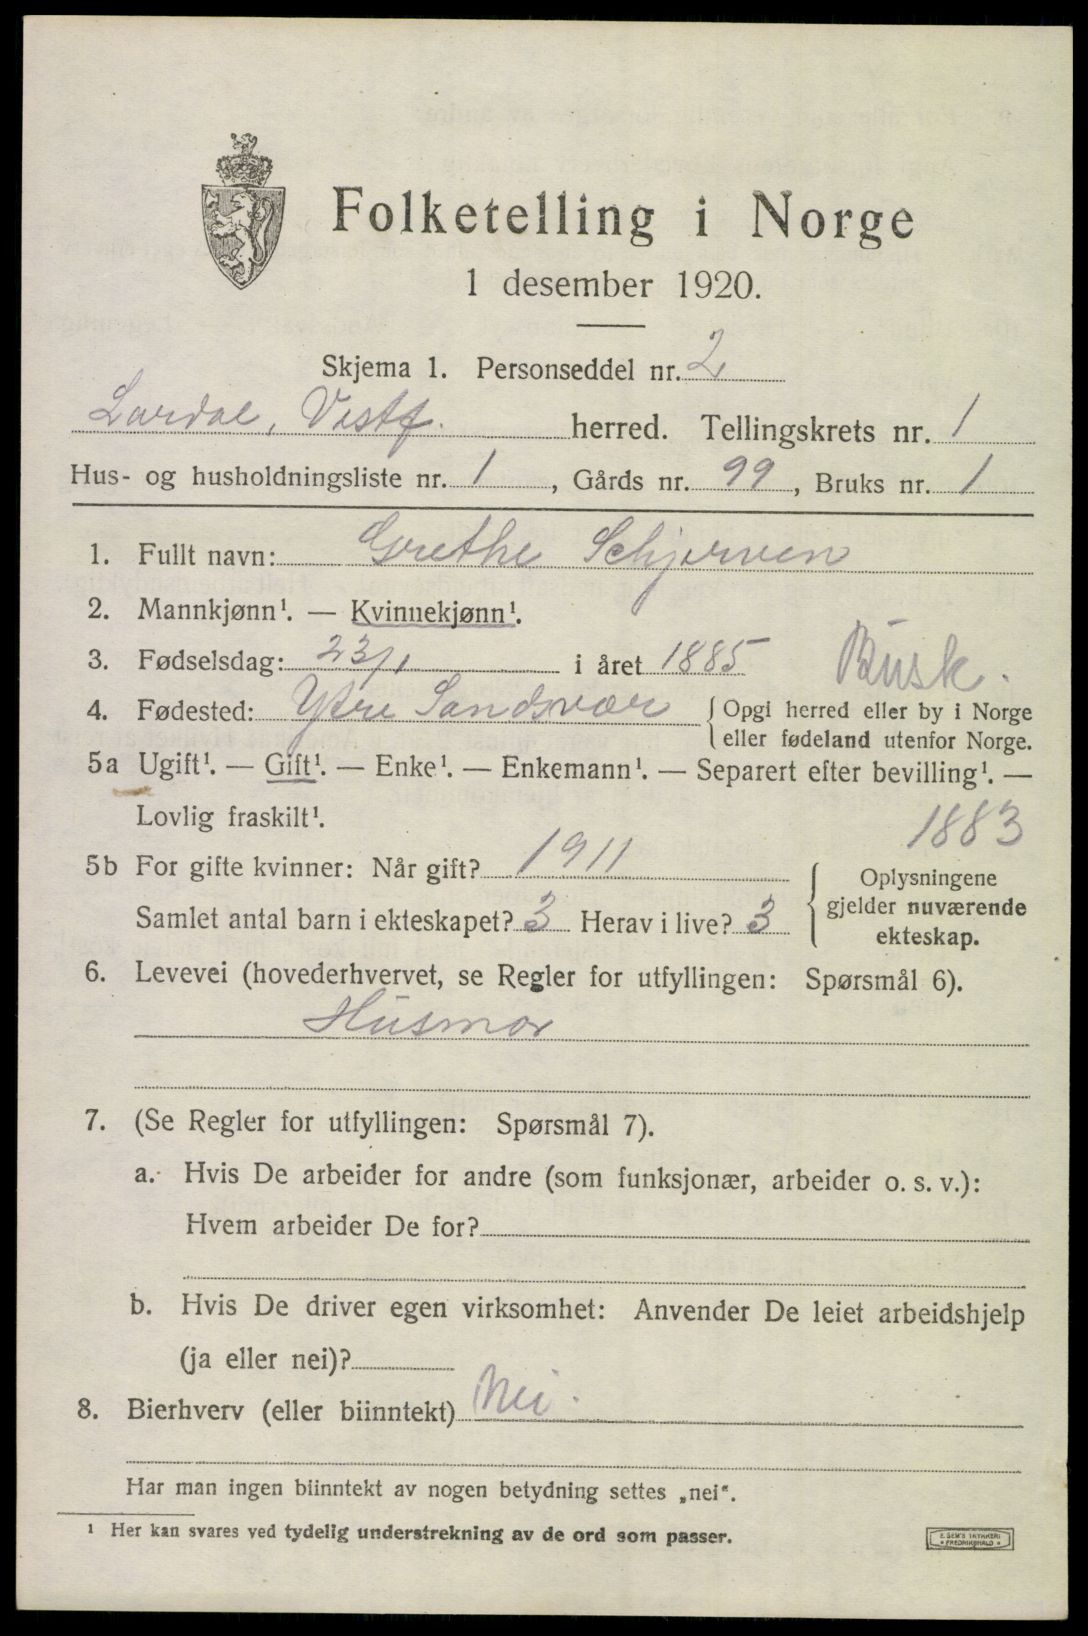 Folketelling i Norge
1 desember 1920.
Skjema 1. Personseddel nr. 2
Lardal, Vestf. herred. Tellingskrets nr. 1
Hus- og husholdningsliste nr. 1, Gårds nr. 99, Bruks nr. 1
1. Fullt navn: Grethe Schjerven
2. Mannkjønn¹. — Kvinnekjønn¹.
3. Fødselsdag: 23/1 i året 1885 Busk.
4. Fødested: Ytre Sandsvær { Opgi herred eller by i Norge
eller fødeland utenfor Norge.
5a Ugift¹. — Gift¹. — Enke¹. — Enkemann¹. — Separert efter bevilling¹. —
Lovlig fraskilt¹.
1883
5b For gifte kvinner: Når gift? 1911
Samlet antal barn i ekteskapet? 3 Herav i live? 3
{ Oplysningene
gjelder nuværende
ekteskap.
6. Levevei (hovederhvervet, se Regler for utfyllingen: Spørsmål 6).
Husmor
7. (Se Regler for utfyllingen: Spørsmål 7).
a. Hvis De arbeider for andre (som funksjonær, arbeider o. s. v.):
Hvem arbeider De for?
b. Hvis De driver egen virksomhet: Anvender De leiet arbeidshjelp
(ja eller nei)?
8. Bierhverv (eller biinntekt) Nei.
Har man ingen biinntekt av nogen betydning settes „nei“.
¹ Her kan svares ved tydelig understrekning av de ord som passer.
E. SEM'S TRYKKERI
* FREDRIKSHALD *